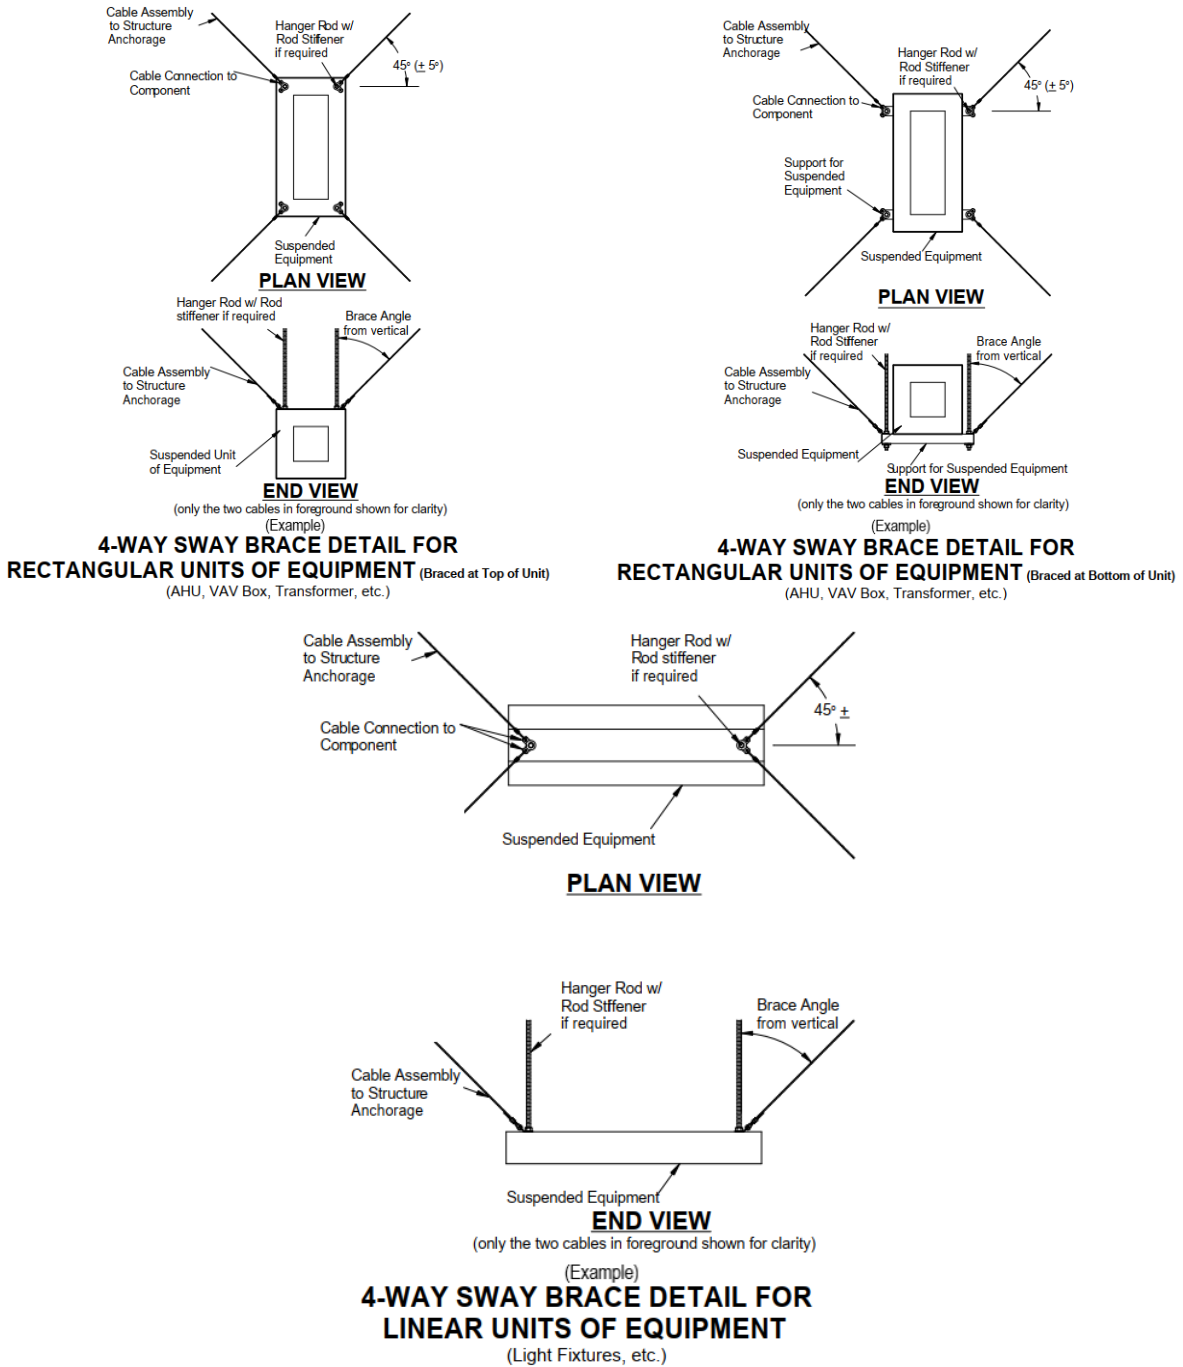 Cable Assembly
to Structure
Anchorage
Hanger Rod w/
Rod Stiffener
if required
45° (± 5°)
Cable Connection to
Component
Suspended
Equipment
PLAN VIEW
Hanger Rod w/ Rod
stiffener if required
Brace Angle
from vertical
Cable Assembly
to Structure
Anchorage
Suspended Unit
of Equipment
END VIEW
(only the two cables in foreground shown for clarity)
(Example)
4-WAY SWAY BRACE DETAIL FOR
RECTANGULAR UNITS OF EQUIPMENT (Braced at Top of Unit)
(AHU, VAV Box, Transformer, etc.)
Cable Assembly
to Structure
Anchorage
Hanger Rod w/
Rod Stiffener
if required
45° (± 5°)
Cable Connection to
Component
Support for
Suspended
Equipment
Suspended Equipment
PLAN VIEW
Hanger Rod w/
Rod Stiffener
if required
Brace Angle
from vertical
Cable Assembly
to Structure
Anchorage
Suspended Equipment
Support for Suspended Equipment
END VIEW
(only the two cables in foreground shown for clarity)
(Example)
4-WAY SWAY BRACE DETAIL FOR
RECTANGULAR UNITS OF EQUIPMENT (Braced at Bottom of Unit)
(AHU, VAV Box, Transformer, etc.)
Cable Assembly
to Structure
Anchorage
Hanger Rod w/
Rod stiffener
if required
45° ±
Cable Connection to
Component
Suspended Equipment
PLAN VIEW
Hanger Rod w/
Rod Stiffener
if required
Brace Angle
from vertical
Cable Assembly
to Structure
Anchorage
Suspended Equipment
END VIEW
(only the two cables in foreground shown for clarity)
(Example)
4-WAY SWAY BRACE DETAIL FOR
LINEAR UNITS OF EQUIPMENT
(Light Fixtures, etc.)